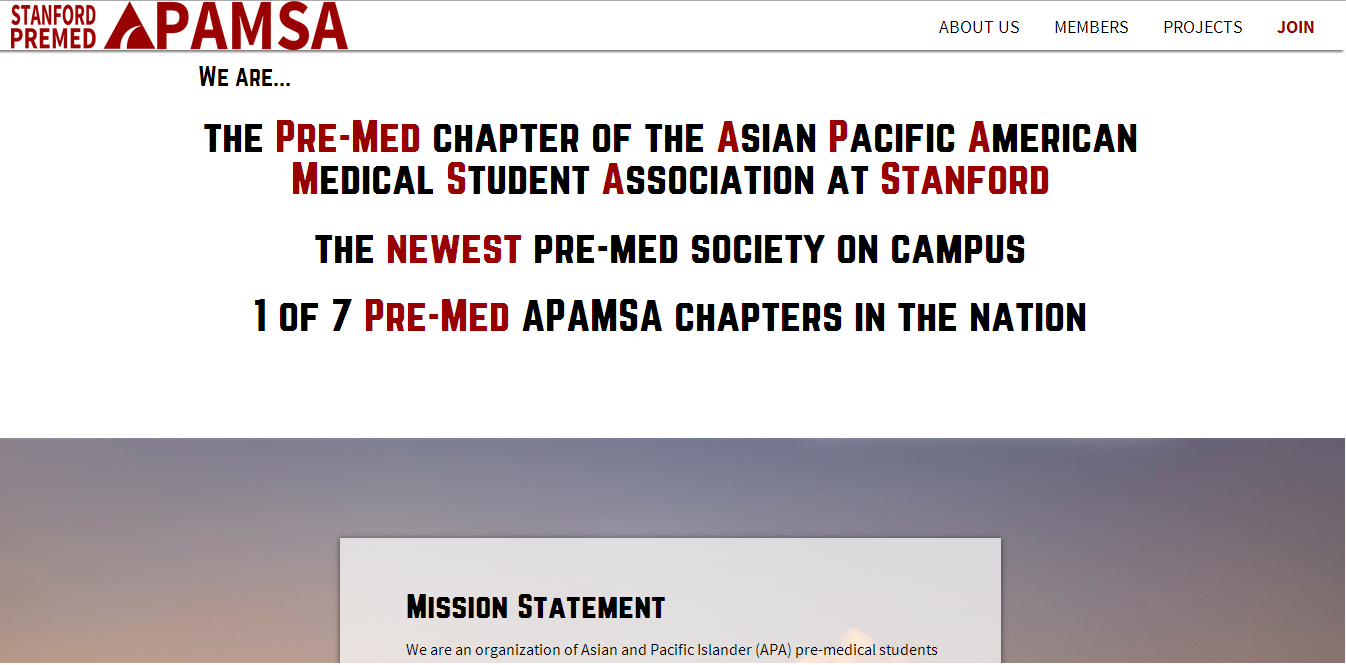 STANFORD
PREMED
APAMSA
ABOUT US MEMBERS PROJECTS JOIN
We are...
the Pre-Med chapter of the Asian Pacific American
Medical Student Association at Stanford
the newest pre-med society on campus
1 of 7 Pre-Med APAMSA chapters in the nation
Mission Statement
We are an organization of Asian and Pacific Islander (APA) pre-medical students